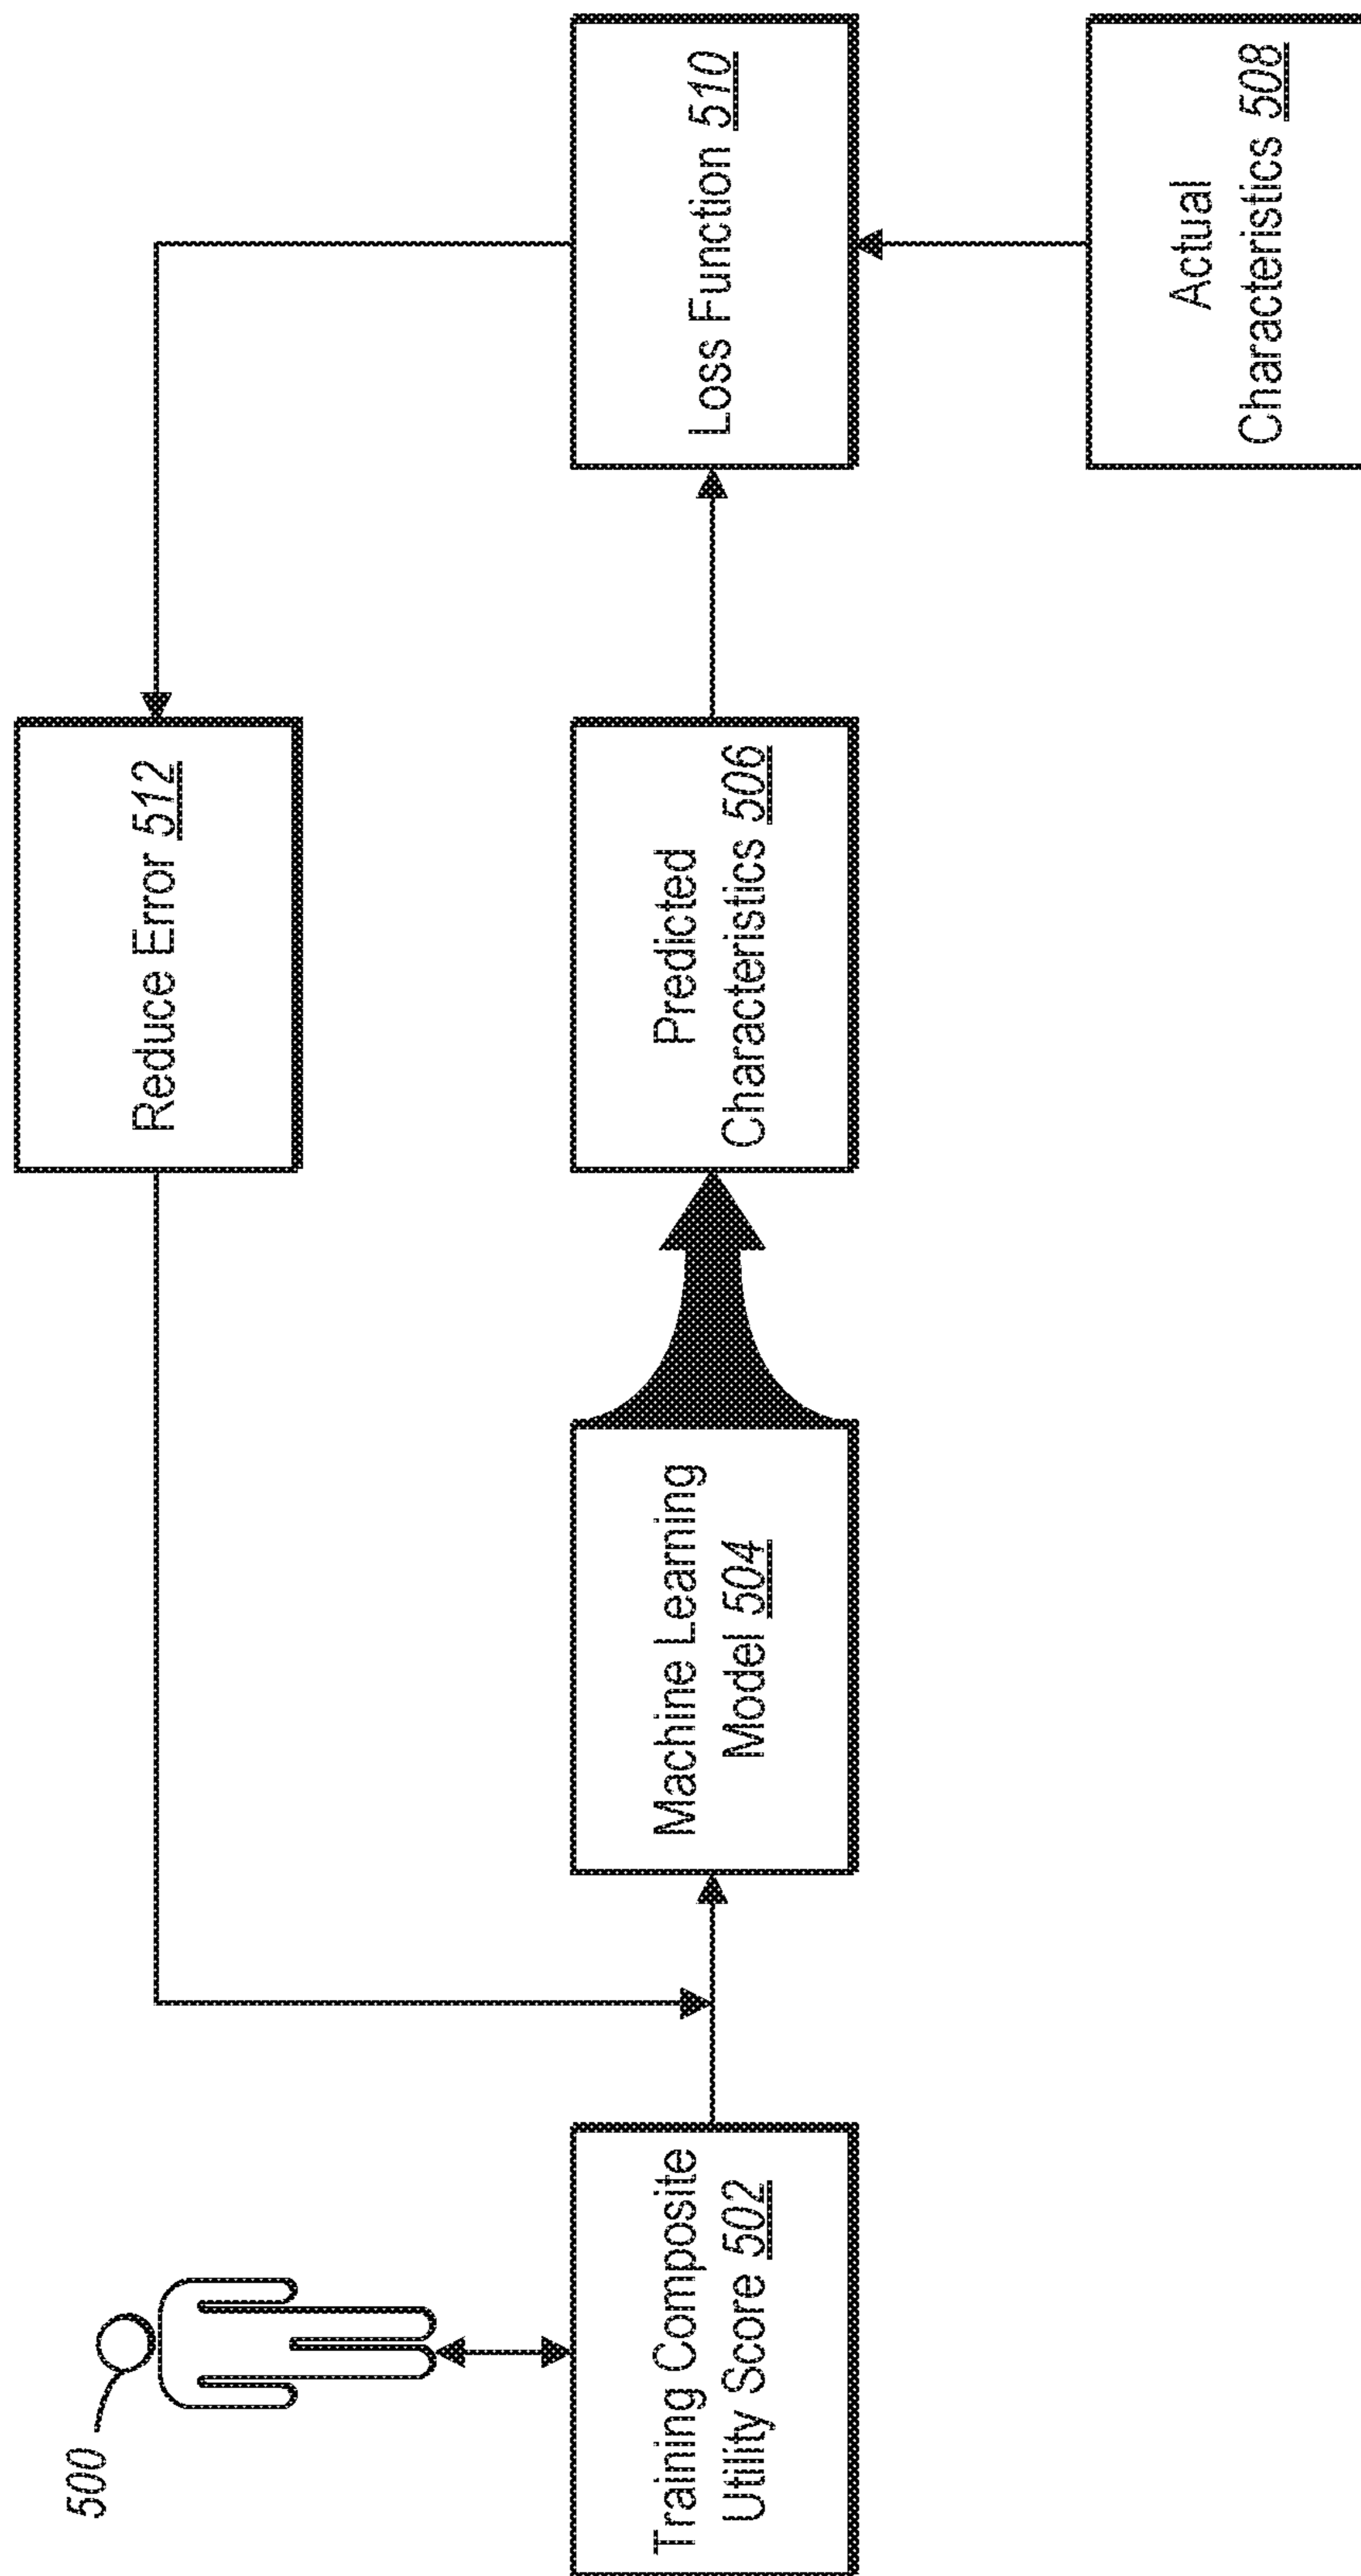 500
Training Composite
Utility Score 502
Machine Learning
Model 504
Predicted
Characteristics 506
Reduce Error 512
Loss Function 510
Actual
Characteristics 508